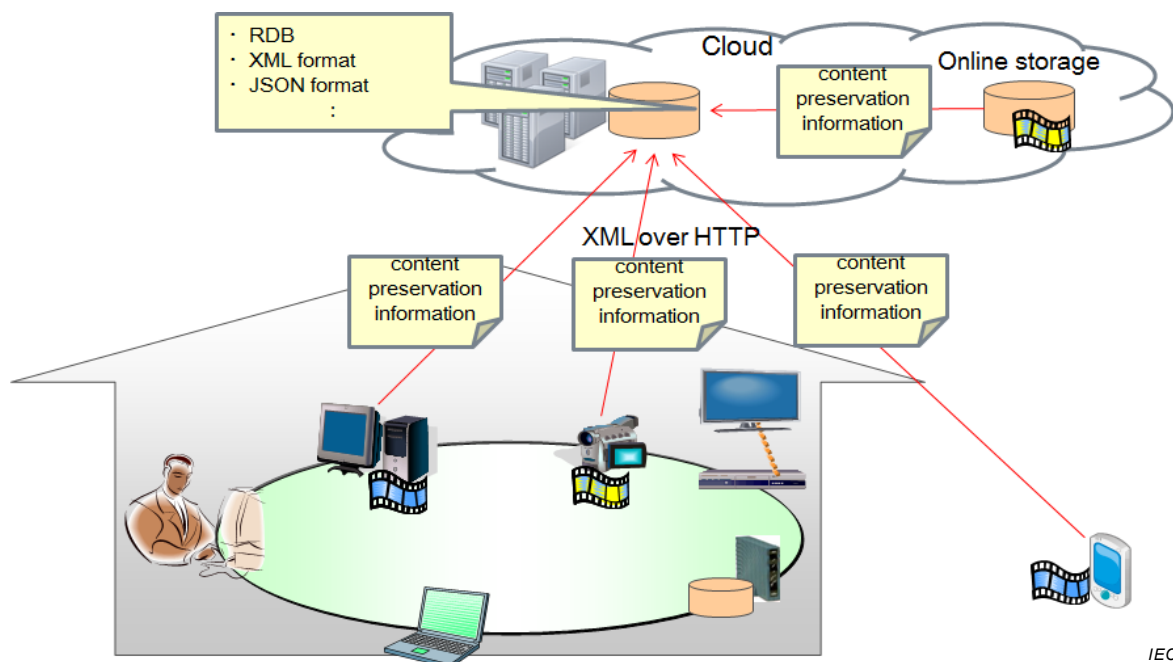 ・ RDB
・ XML format
・ JSON format
:
Cloud
Online storage
content
preservation
information
XML over HTTP
content
preservation
information
content
preservation
information
content
preservation
information
IEC